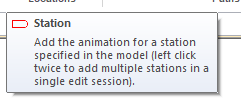 Station
Add the animation for a station
specified in the model (left click
twice to add multiple stations in a
single edit session).